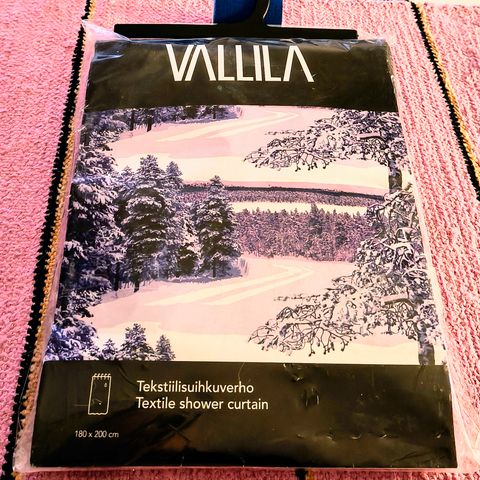 VALLILA
Tekstiilisuihkuverho
Textile shower curtain
180 x 200 cm